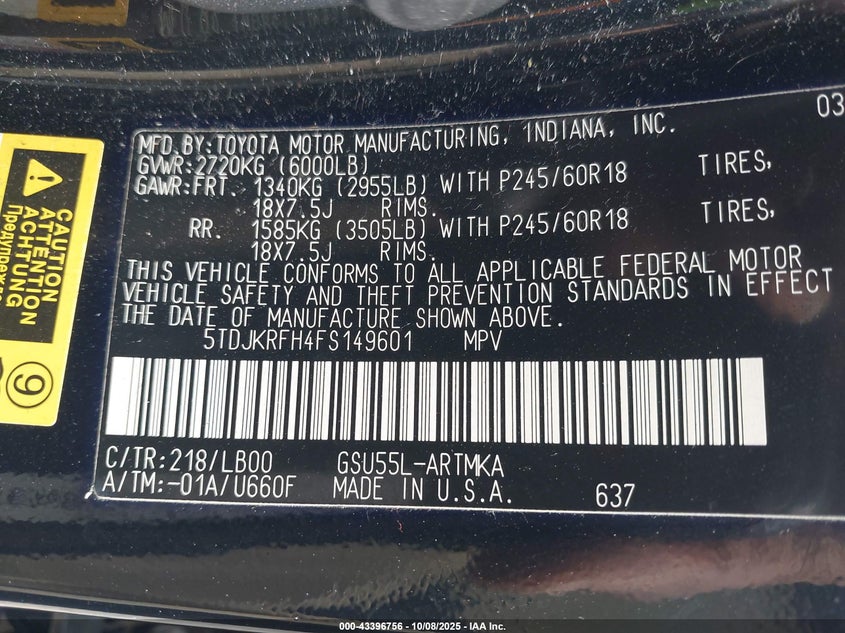 03
MFD.BY:TOYOTA MOTOR MANUFACTURING, INDIANA, INC.
GVWR:2720KG (6000LB)
GAWR:FRT. 1340KG (2955LB) WITH P245/60R18 TIRES,
18X7.5J RIMS.
RR. 1585KG (3505LB) WITH P245/60R18 TIRES,
18X7.5J RIMS.
THIS VEHICLE CONFORMS TO ALL APPLICABLE FEDERAL MOTOR
VEHICLE SAFETY AND THEFT PREVENTION STANDARDS IN EFFECT
THE DATE OF MANUFACTURE SHOWN ABOVE.
5TDJKRFH4FS149601 MPV
C/TR:218/LB00 GSU55L-ARTMKA
A/TM:-01A/U660F MADE IN U.S.A. 637
CAUTION
ATTENTION
ACHTUNG
9
000-43396756 - 10/08/2025 - IAA Inc.